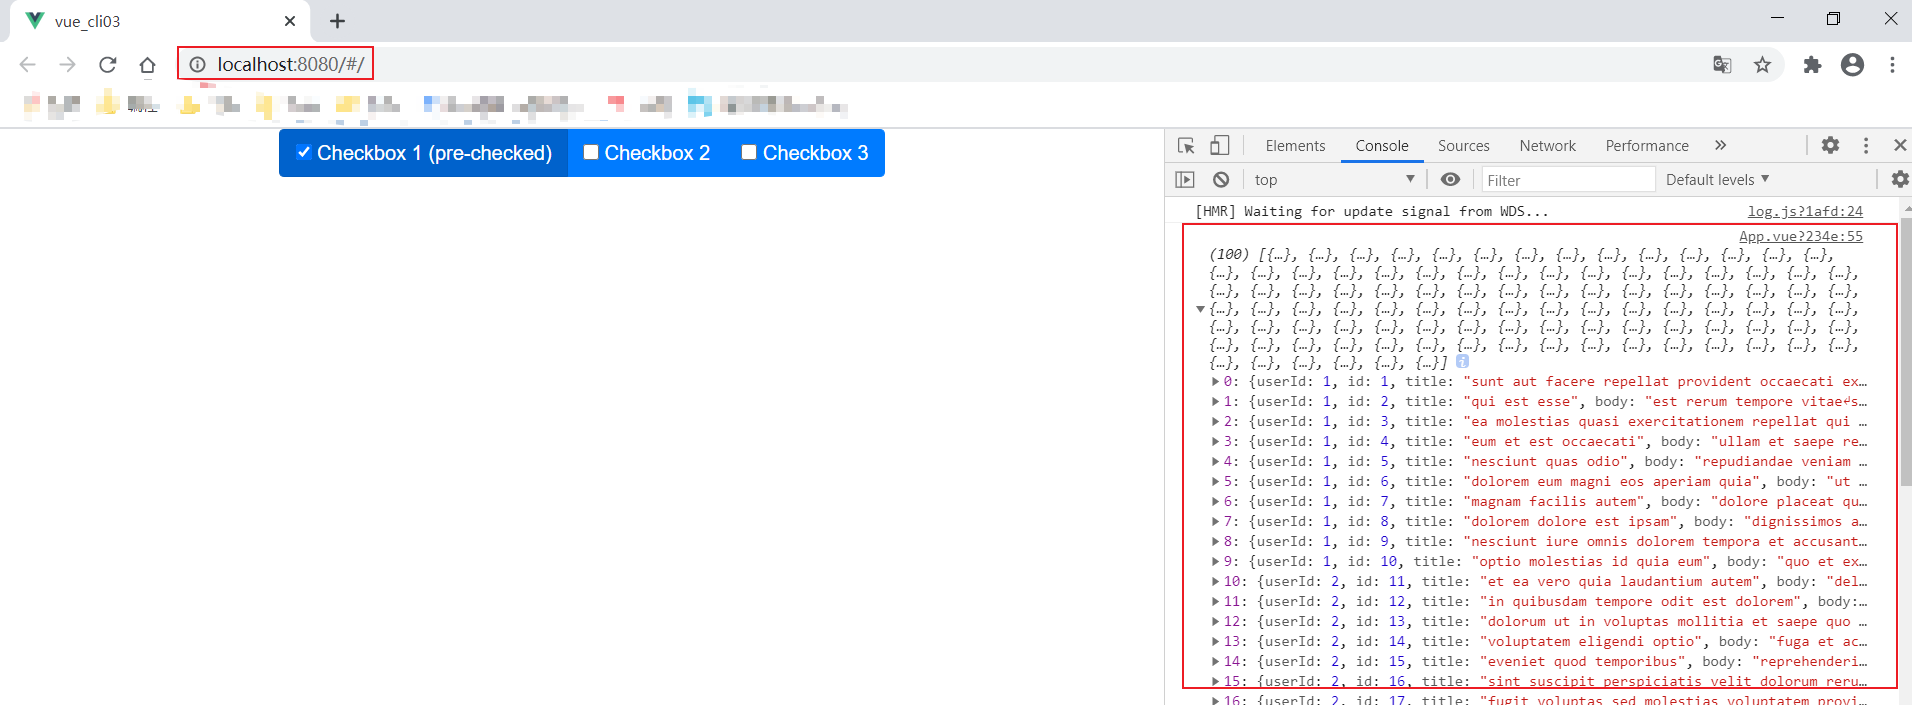 vue_cli03
localhost:8080/#/
Checkbox 1 (pre-checked) Checkbox 2 Checkbox 3
Elements Console Sources Network Performance »
top Filter Default levels
[HMR] Waiting for update signal from WDS... log.js?1afd:24
App.vue?234e:55
(100) [{…}, {…}, {…}, {…}, {…}, {…}, {…}, {…}, {…}, {…}, {…}, {…}, {…}, {…},
{…}, {…}, {…}, {…}, {…}, {…}, {…}, {…}, {…}, {…}, {…}, {…}, {…}, {…}, {…}, {…},
{…}, {…}, {…}, {…}, {…}, {…}, {…}, {…}, {…}, {…}, {…}, {…}, {…}, {…}, {…}, {…},
{…}, {…}, {…}, {…}, {…}, {…}, {…}, {…}, {…}, {…}, {…}, {…}, {…}, {…}, {…}, {…},
{…}, {…}, {…}, {…}, {…}, {…}, {…}, {…}, {…}, {…}, {…}, {…}, {…}, {…}, {…}, {…},
{…}, {…}, {…}, {…}, {…}, {…}, {…}, {…}, {…}, {…}, {…}, {…}, {…}, {…}, {…}, {…},
{…}, {…}, {…}, {…}, {…}, {…}]
0: {userId: 1, id: 1, title: "sunt aut facere repellat provident occaecati ex…
1: {userId: 1, id: 2, title: "qui est esse", body: "est rerum tempore vitae↵s…
2: {userId: 1, id: 3, title: "ea molestias quasi exercitationem repellat qui …
3: {userId: 1, id: 4, title: "eum et est occaecati", body: "ullam et saepe re…
4: {userId: 1, id: 5, title: "nesciunt quas odio", body: "repudiandae veniam …
5: {userId: 1, id: 6, title: "dolorem eum magni eos aperiam quia", body: "ut …
6: {userId: 1, id: 7, title: "magnam facilis autem", body: "dolore placeat qu…
7: {userId: 1, id: 8, title: "dolorem dolore est ipsam", body: "dignissimos a…
8: {userId: 1, id: 9, title: "nesciunt iure omnis dolorem tempora et accusant…
9: {userId: 1, id: 10, title: "optio molestias id quia eum", body: "quo et ex…
10: {userId: 2, id: 11, title: "et ea vero quia laudantium autem", body: "del…
11: {userId: 2, id: 12, title: "in quibusdam tempore odit est dolorem", body:…
12: {userId: 2, id: 13, title: "dolorum ut in voluptas mollitia et saepe quo …
13: {userId: 2, id: 14, title: "voluptatem eligendi optio", body: "fuga et ac…
14: {userId: 2, id: 15, title: "eveniet quod temporibus", body: "reprehenderi…
15: {userId: 2, id: 16, title: "sint suscipit perspiciatis velit dolorum reru…
16: {userId: 2, id: 17, title: "fugit voluptas sed molestias voluptatem provi…